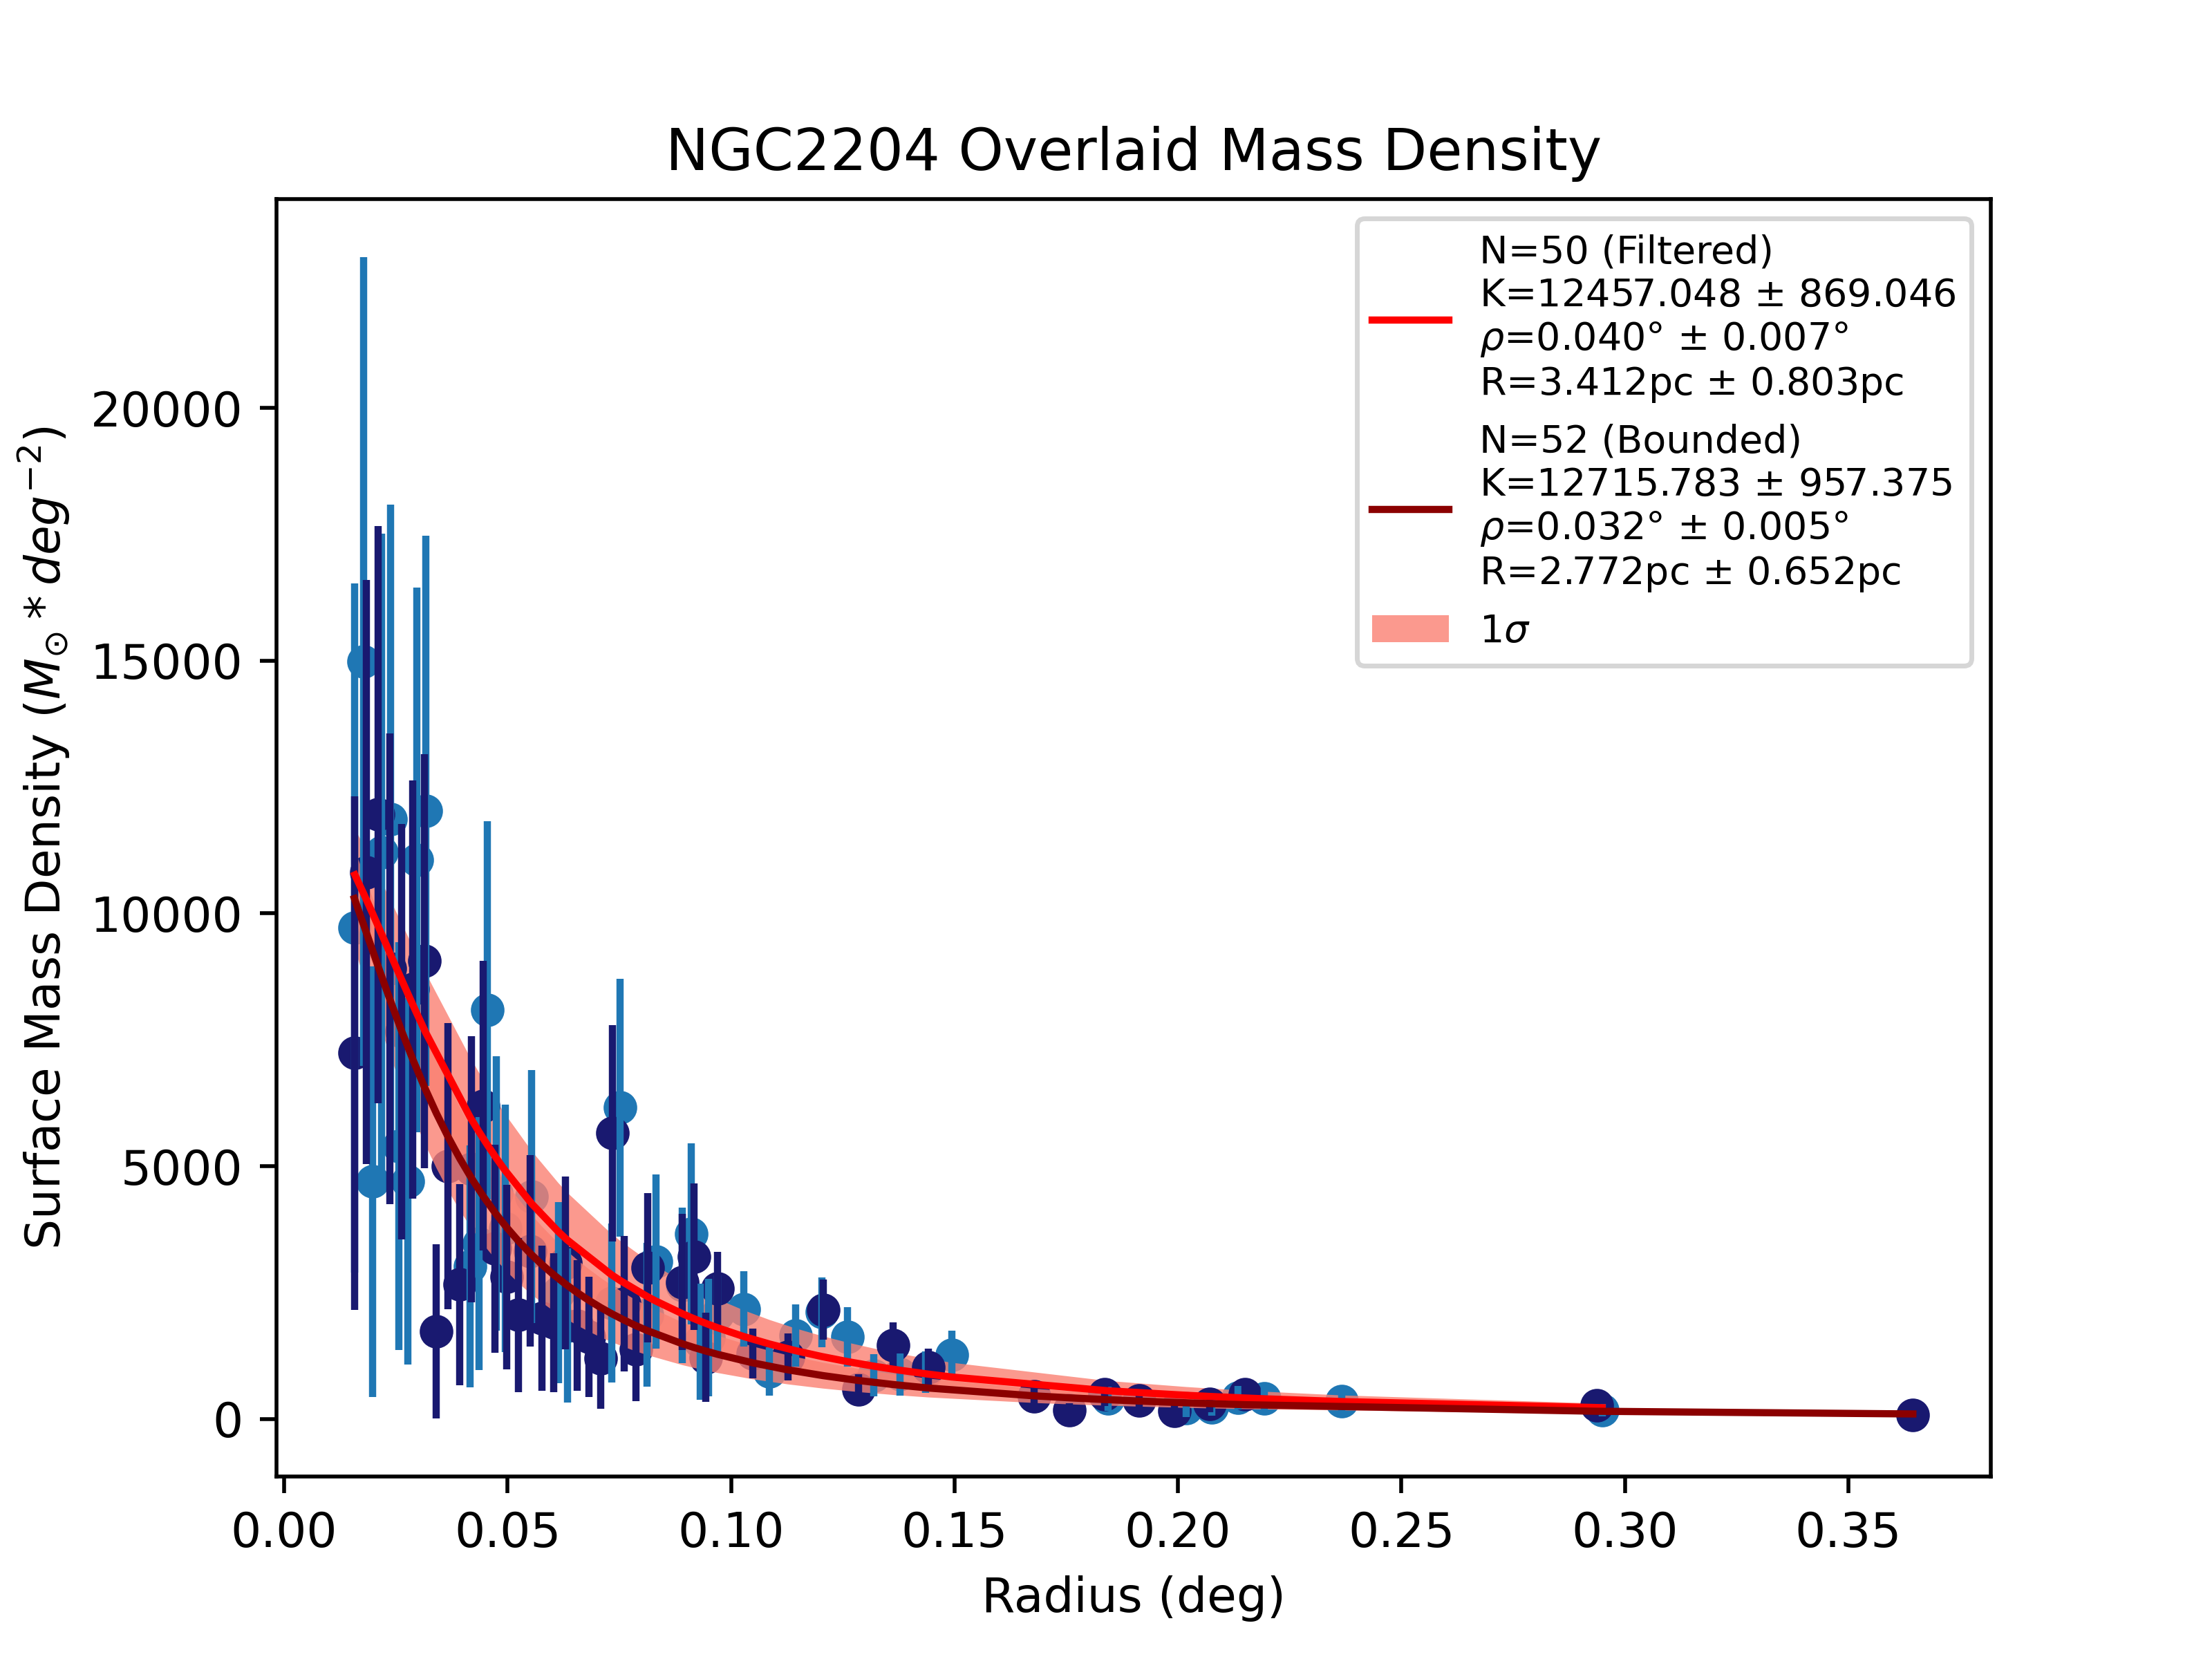 NGC2204 Overlaid Mass Density
Surface Mass Density (M⊙ * deg⁻²)
20000
15000
10000
5000
0
N=50 (Filtered)
K=12457.048 ± 869.046
ρ=0.040° ± 0.007°
R=3.412pc ± 0.803pc
N=52 (Bounded)
K=12715.783 ± 957.375
ρ=0.032° ± 0.005°
R=2.772pc ± 0.652pc
1σ
0.00 0.05 0.10 0.15 0.20 0.25 0.30 0.35
Radius (deg)